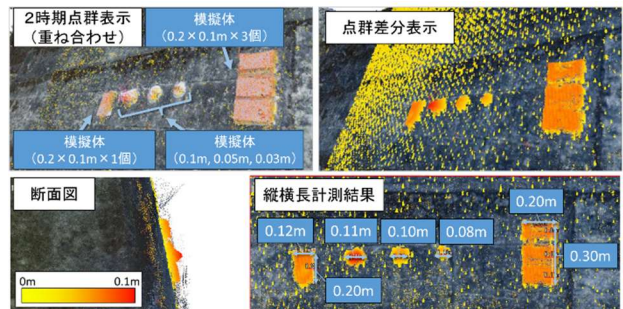 2時期点群表示
（重ね合わせ）
模擬体
（0.2×0.1m×3個）
模擬体
（0.2×0.1m×1個）
模擬体
（0.1m, 0.05m, 0.03m）
点群差分表示
断面図
0m
0.1m
縦横長計測結果
0.12m
0.11m
0.10m
0.08m
0.20m
0.20m
0.30m